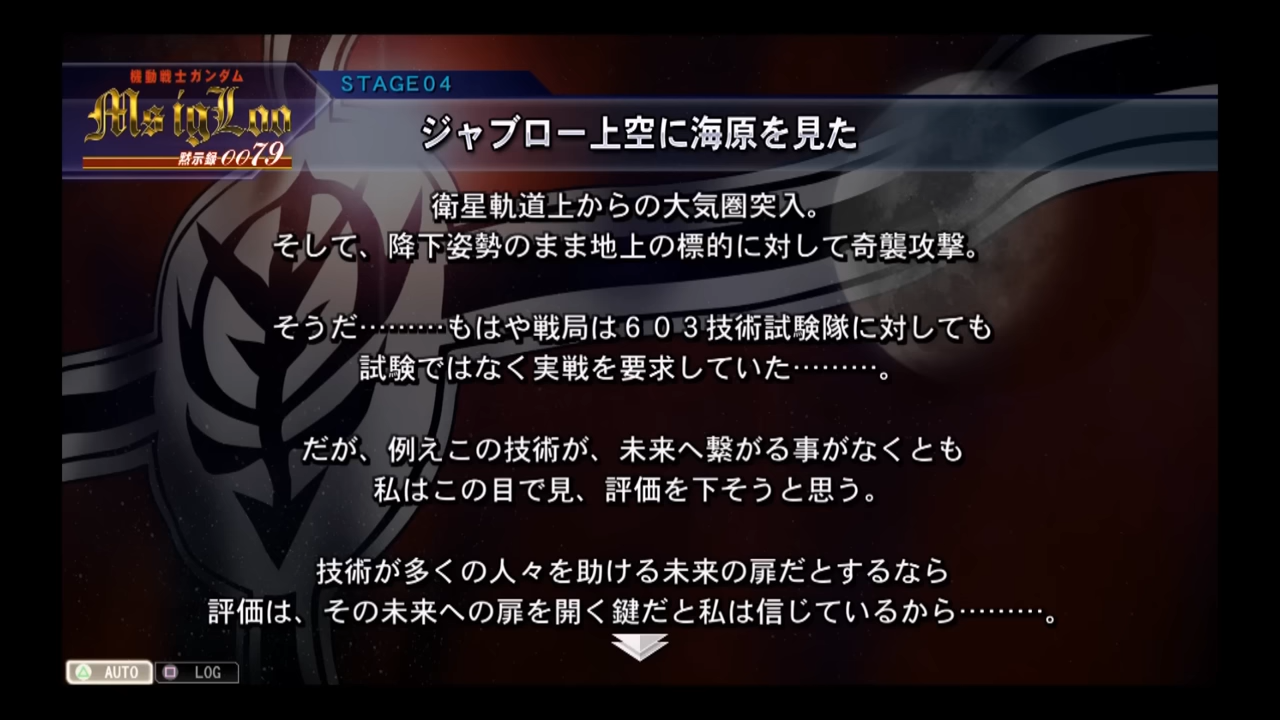 機動戦士ガンダム
MS igLoo
黙示録0079
STAGE04
ジャブロー上空に海原を見た
衛星軌道上からの大気圏突入。
そして、降下姿勢のまま地上の標的に対して奇襲攻撃。
そうだ………もはや戦局は６０３技術試験隊に対しても
試験ではなく実戦を要求していた………。
だが、例えこの技術が、未来へ繋がる事がなくとも
私はこの目で見、評価を下そうと思う。
技術が多くの人々を助ける未来の扉だとするなら
評価は、その未来への扉を開く鍵だと私は信じているから………。
AUTO
LOG